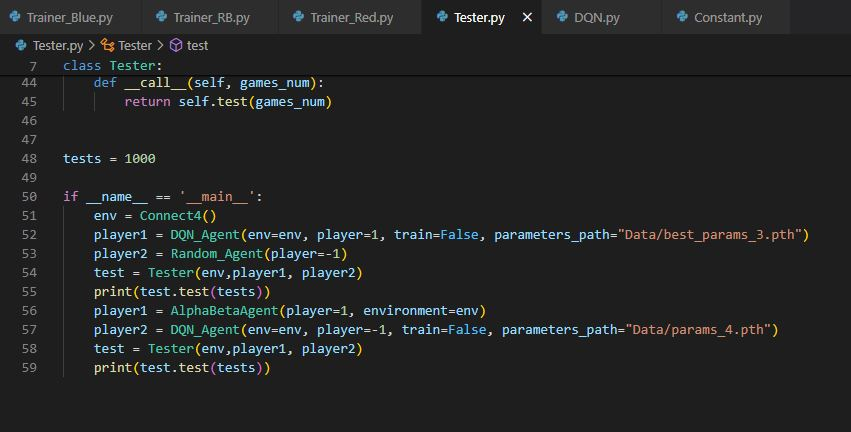 Trainer_Blue.py Trainer_RB.py Trainer_Red.py Tester.py × DQN.py Constant.py
Tester.py > Tester > test
7 class Tester:
44     def __call__(self, games_num):
45         return self.test(games_num)
46
47
48 tests = 1000
49
50 if __name__ == '__main__':
51     env = Connect4()
52     player1 = DQN_Agent(env=env, player=1, train=False, parameters_path="Data/best_params_3.pth")
53     player2 = Random_Agent(player=-1)
54     test = Tester(env,player1, player2)
55     print(test.test(tests))
56     player1 = AlphaBetaAgent(player=1, environment=env)
57     player2 = DQN_Agent(env=env, player=-1, train=False, parameters_path="Data/params_4.pth")
58     test = Tester(env,player1, player2)
59     print(test.test(tests))